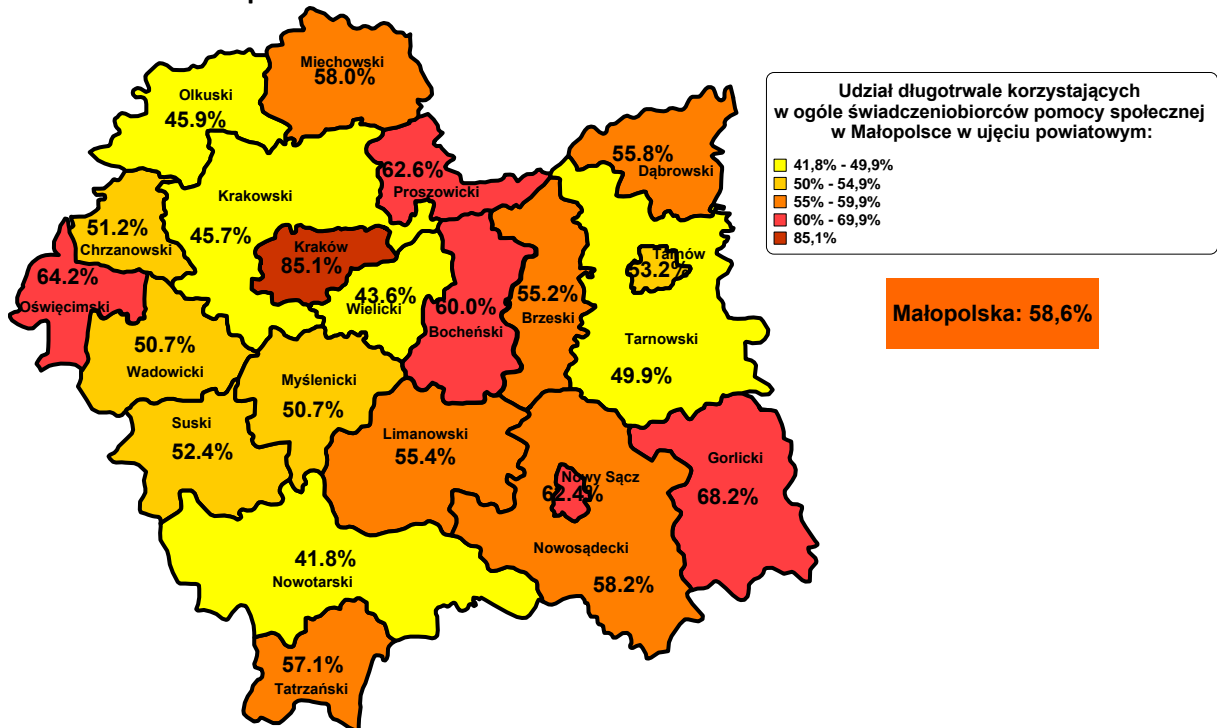 Miechowski
58.0%
Olkuski
45.9%
Udział długotrwale korzystających
w ogóle świadczeniobiorców pomocy społecznej
w Małopolsce w ujęciu powiatowym:
41,8% - 49,9%
50% - 54,9%
55% - 59,9%
60% - 69,9%
85,1%
55.8%
Dąbrowski
62.6%
Proszowicki
Krakowski
45.7%
51.2%
Chrzanowski
Kraków
85.1%
Tarnów
53.2%
64.2%
Oświęcimski
43.6%
Wielicki
60.0%
Bocheński
55.2%
Brzeski
Małopolska: 58,6%
50.7%
Wadowicki
Tarnowski
49.9%
Myślenicki
50.7%
Suski
52.4%
Limanowski
55.4%
Gorlicki
68.2%
Nowy Sącz
62.4%
Nowosądecki
58.2%
41.8%
Nowotarski
57.1%
Tatrzański